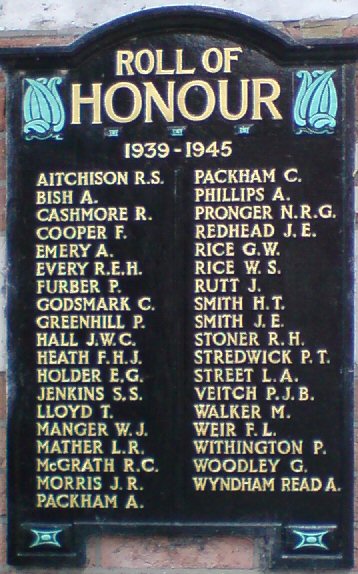 ROLL OF
HONOUR
1939 - 1945
AITCHISON R.S.
BISH A.
CASHMORE R.
COOPER F.
EMERY A.
EVERY R.E.H.
FURBER P.
GODSMARK C.
GREENHILL P.
HALL J.W.C.
HEATH F.H.J.
HOLDER E.G.
JENKINS S.S.
LLOYD T.
MANGER W.J.
MATHER L.R.
McGRATH R.C.
MORRIS J.R.
PACKHAM A.
PACKHAM C.
PHILLIPS A.
PRONGER N.R.G.
REDHEAD J.E.
RICE G.W.
RICE W.S.
RUTT J.
SMITH H.T.
SMITH J.E.
STONER R.H.
STREDWICK P.T.
STREET L.A.
VEITCH P.J.B.
WALKER M.
WEIR F.L.
WITHINGTON P.
WOODLEY G.
WYNDHAM READ A.